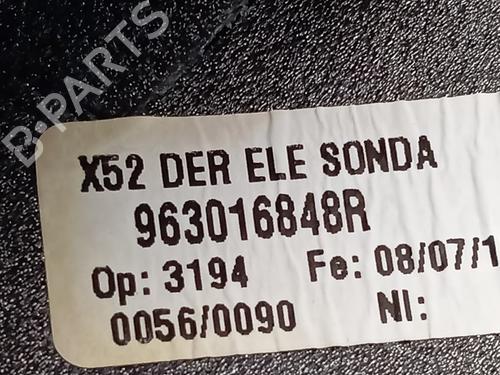 B-PARTS
X52 DER ELE SONDA
963016848R
Op: 3194 Fe: 08/07/1
0056/0090 NI: